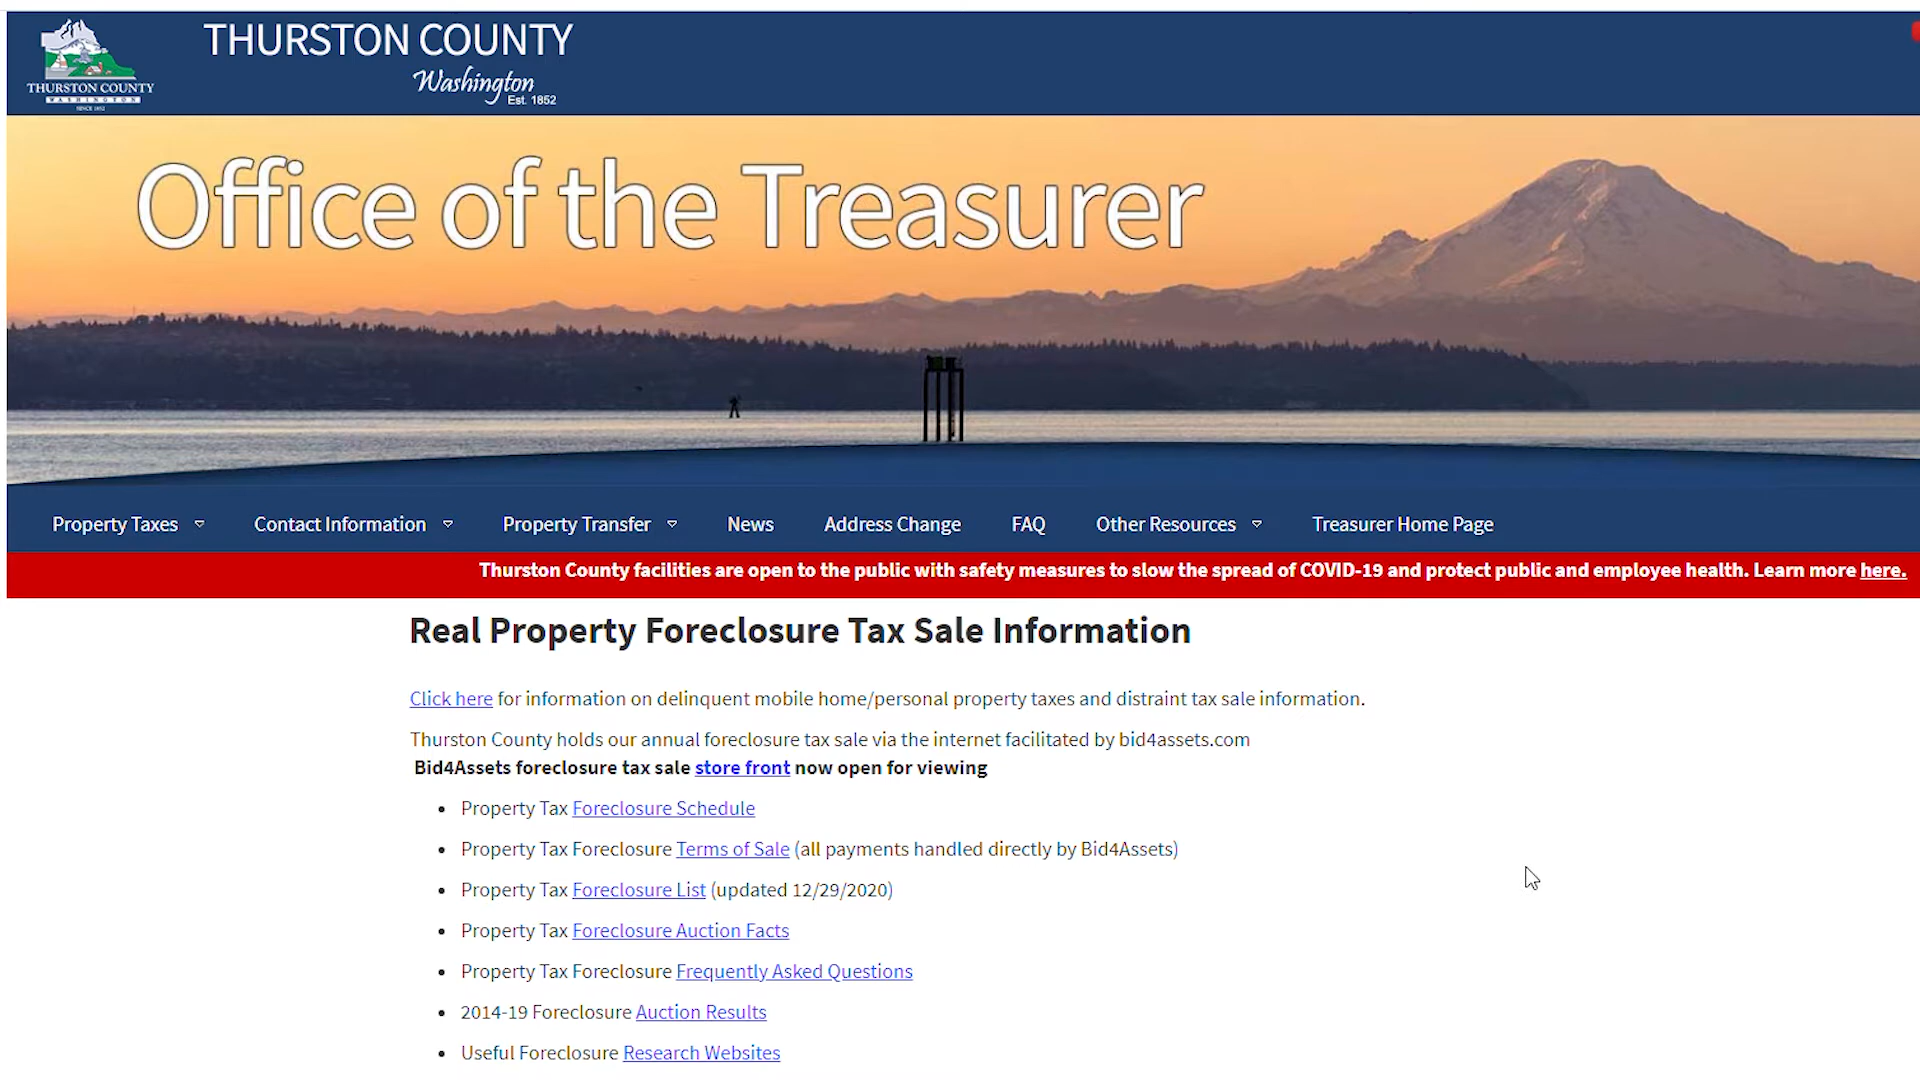 THURSTON COUNTY
Washington
Est. 1852
THURSTON COUNTY
WASHINGTON
SINCE 1852
Office of the Treasurer
Property Taxes Contact Information Property Transfer News Address Change FAQ Other Resources Treasurer Home Page
Thurston County facilities are open to the public with safety measures to slow the spread of COVID-19 and protect public and employee health. Learn more here.
Real Property Foreclosure Tax Sale Information
Click here for information on delinquent mobile home/personal property taxes and distraint tax sale information.
Thurston County holds our annual foreclosure tax sale via the internet facilitated by bid4assets.com
Bid4Assets foreclosure tax sale store front now open for viewing
• Property Tax Foreclosure Schedule
• Property Tax Foreclosure Terms of Sale (all payments handled directly by Bid4Assets)
• Property Tax Foreclosure List (updated 12/29/2020)
• Property Tax Foreclosure Auction Facts
• Property Tax Foreclosure Frequently Asked Questions
• 2014-19 Foreclosure Auction Results
• Useful Foreclosure Research Websites